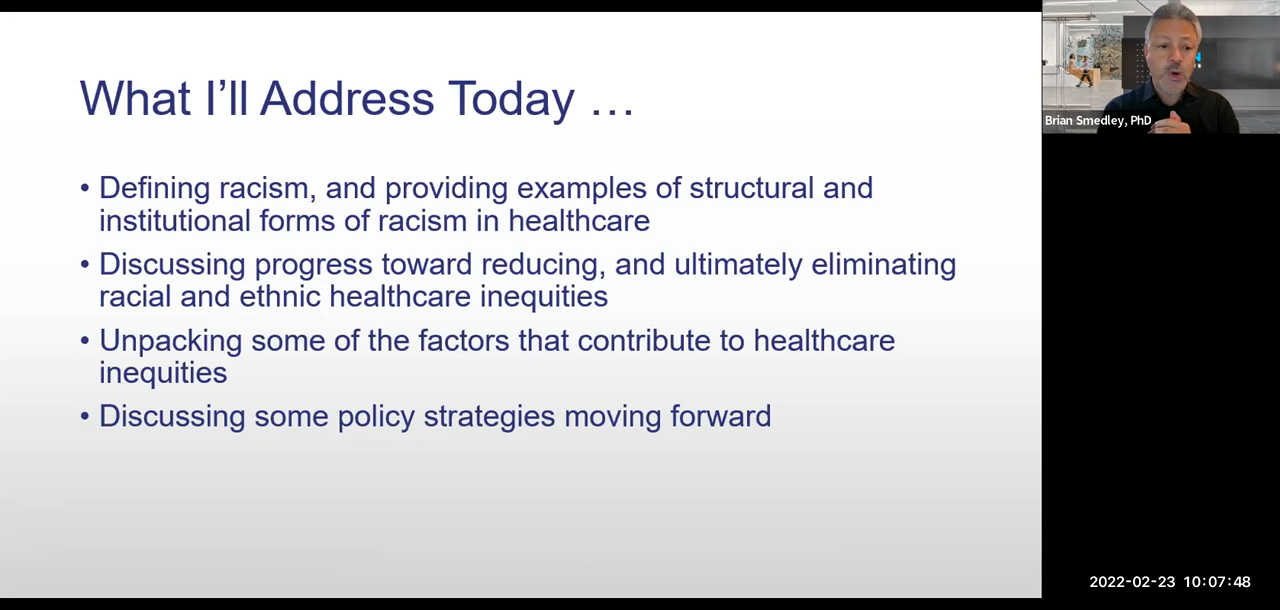 What I’ll Address Today …
• Defining racism, and providing examples of structural and
institutional forms of racism in healthcare
• Discussing progress toward reducing, and ultimately eliminating
racial and ethnic healthcare inequities
• Unpacking some of the factors that contribute to healthcare
inequities
• Discussing some policy strategies moving forward
Brian Smedley, PhD
2022-02-23 10:07:48